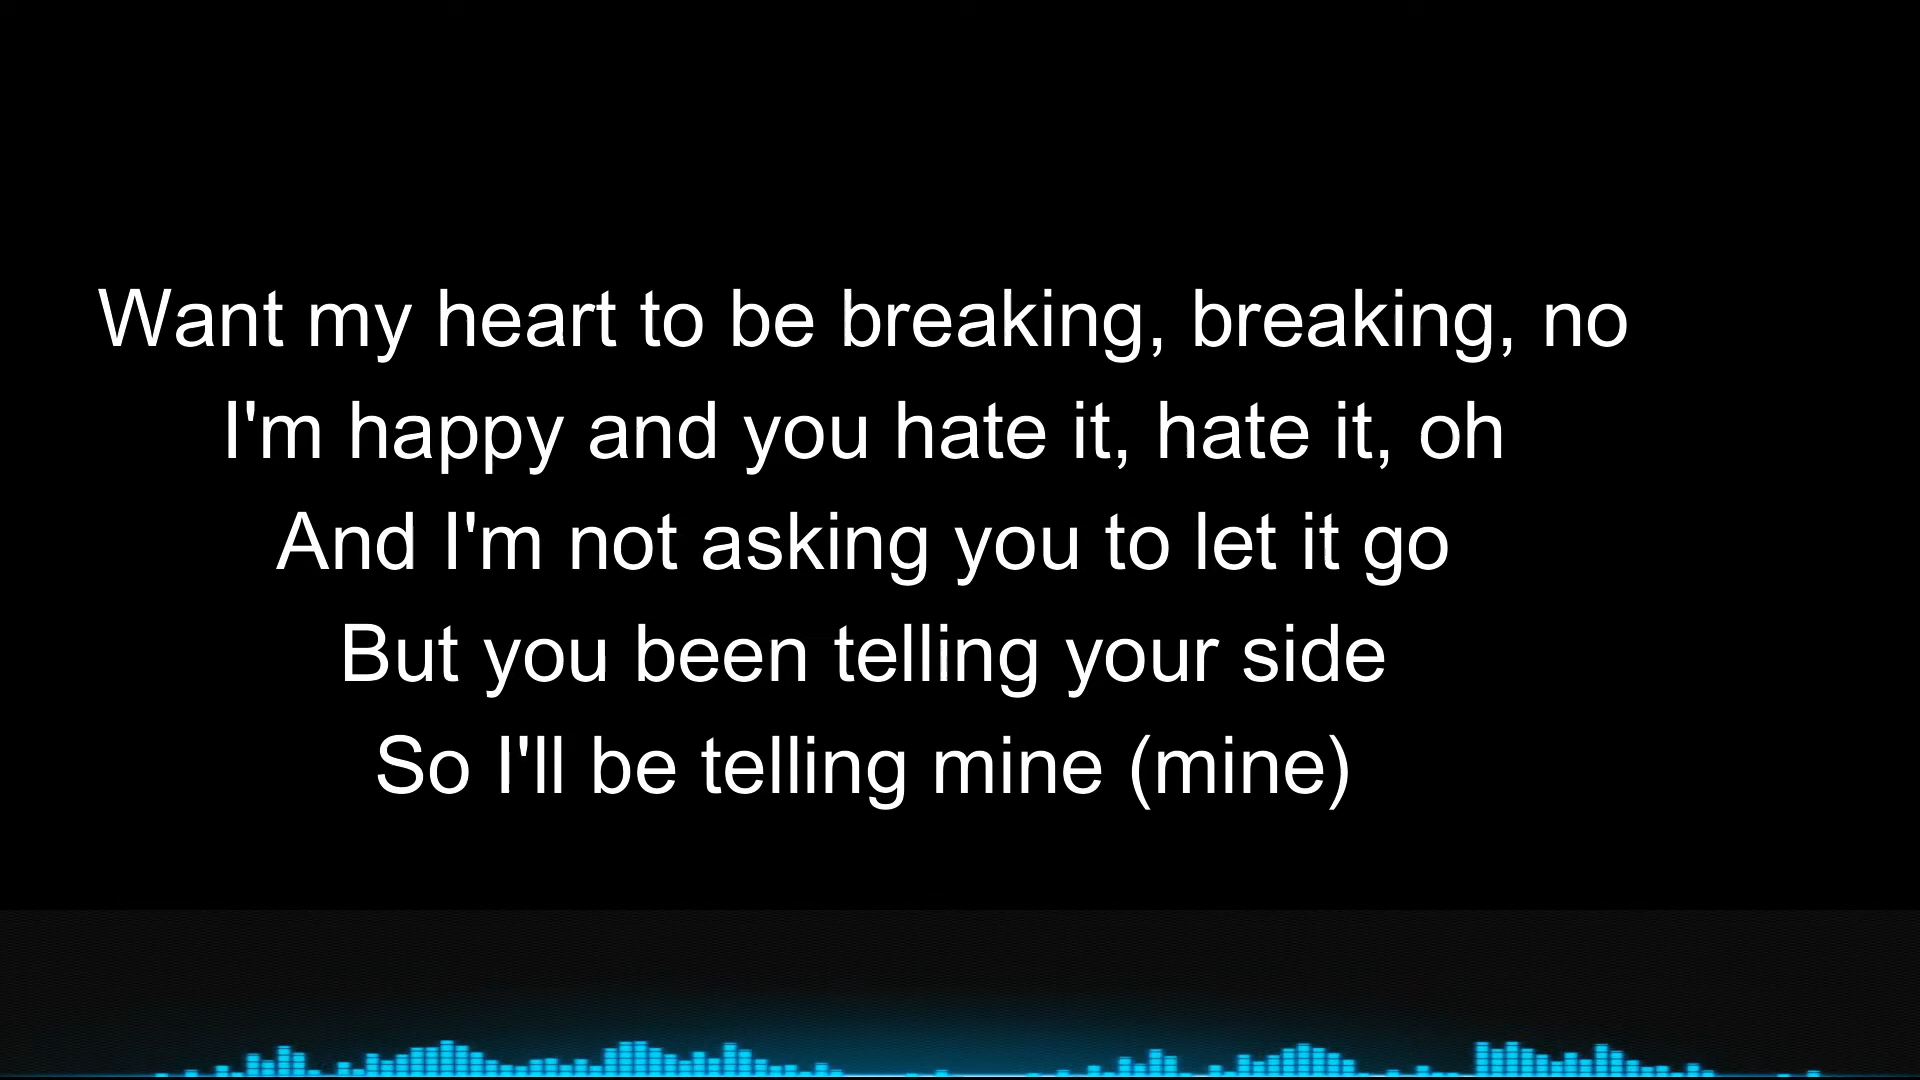 Want my heart to be breaking, breaking, no
I'm happy and you hate it, hate it, oh
And I'm not asking you to let it go
But you been telling your side
So I'll be telling mine (mine)